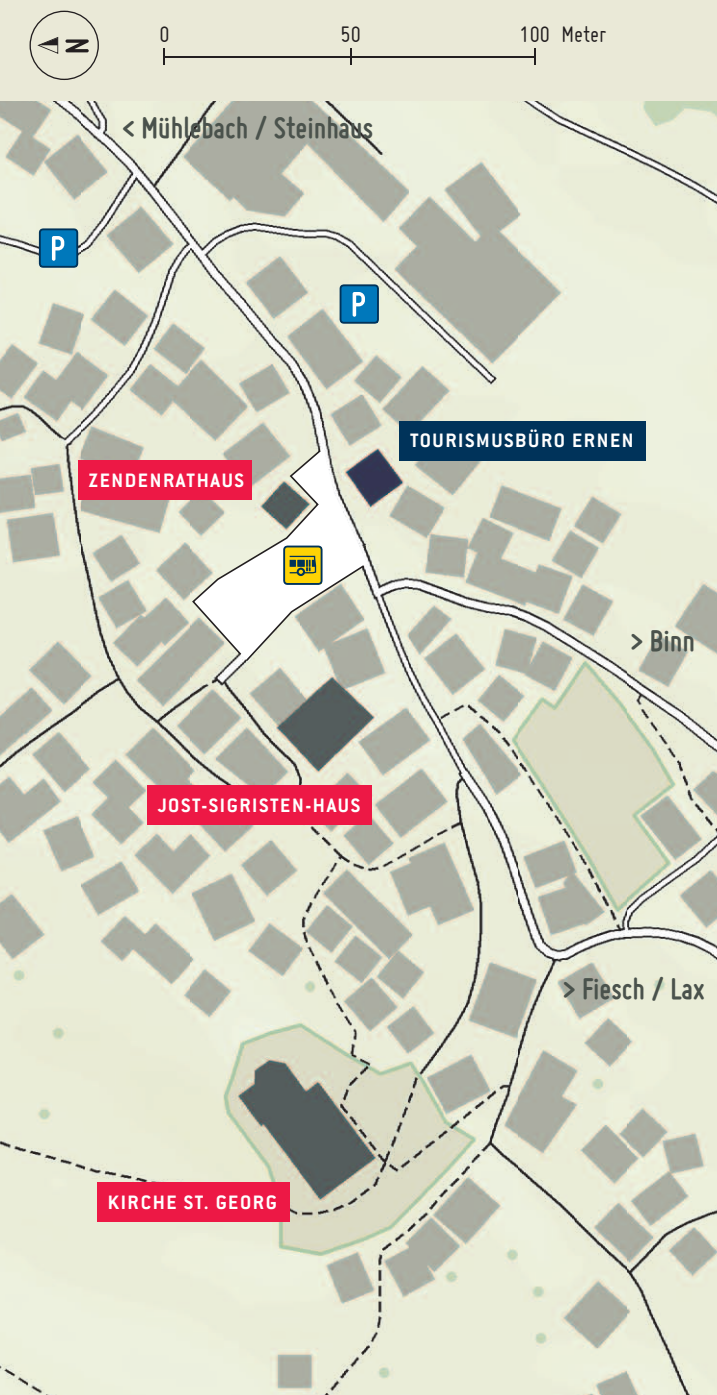 N
0 50 100 Meter
< Mühlebach / Steinhaus
P
P
TOURISMUSBÜRO ERNEN
ZENDENRATHAUS
> Binn
JOST-SIGRISTEN-HAUS
> Fiesch / Lax
KIRCHE ST. GEORG